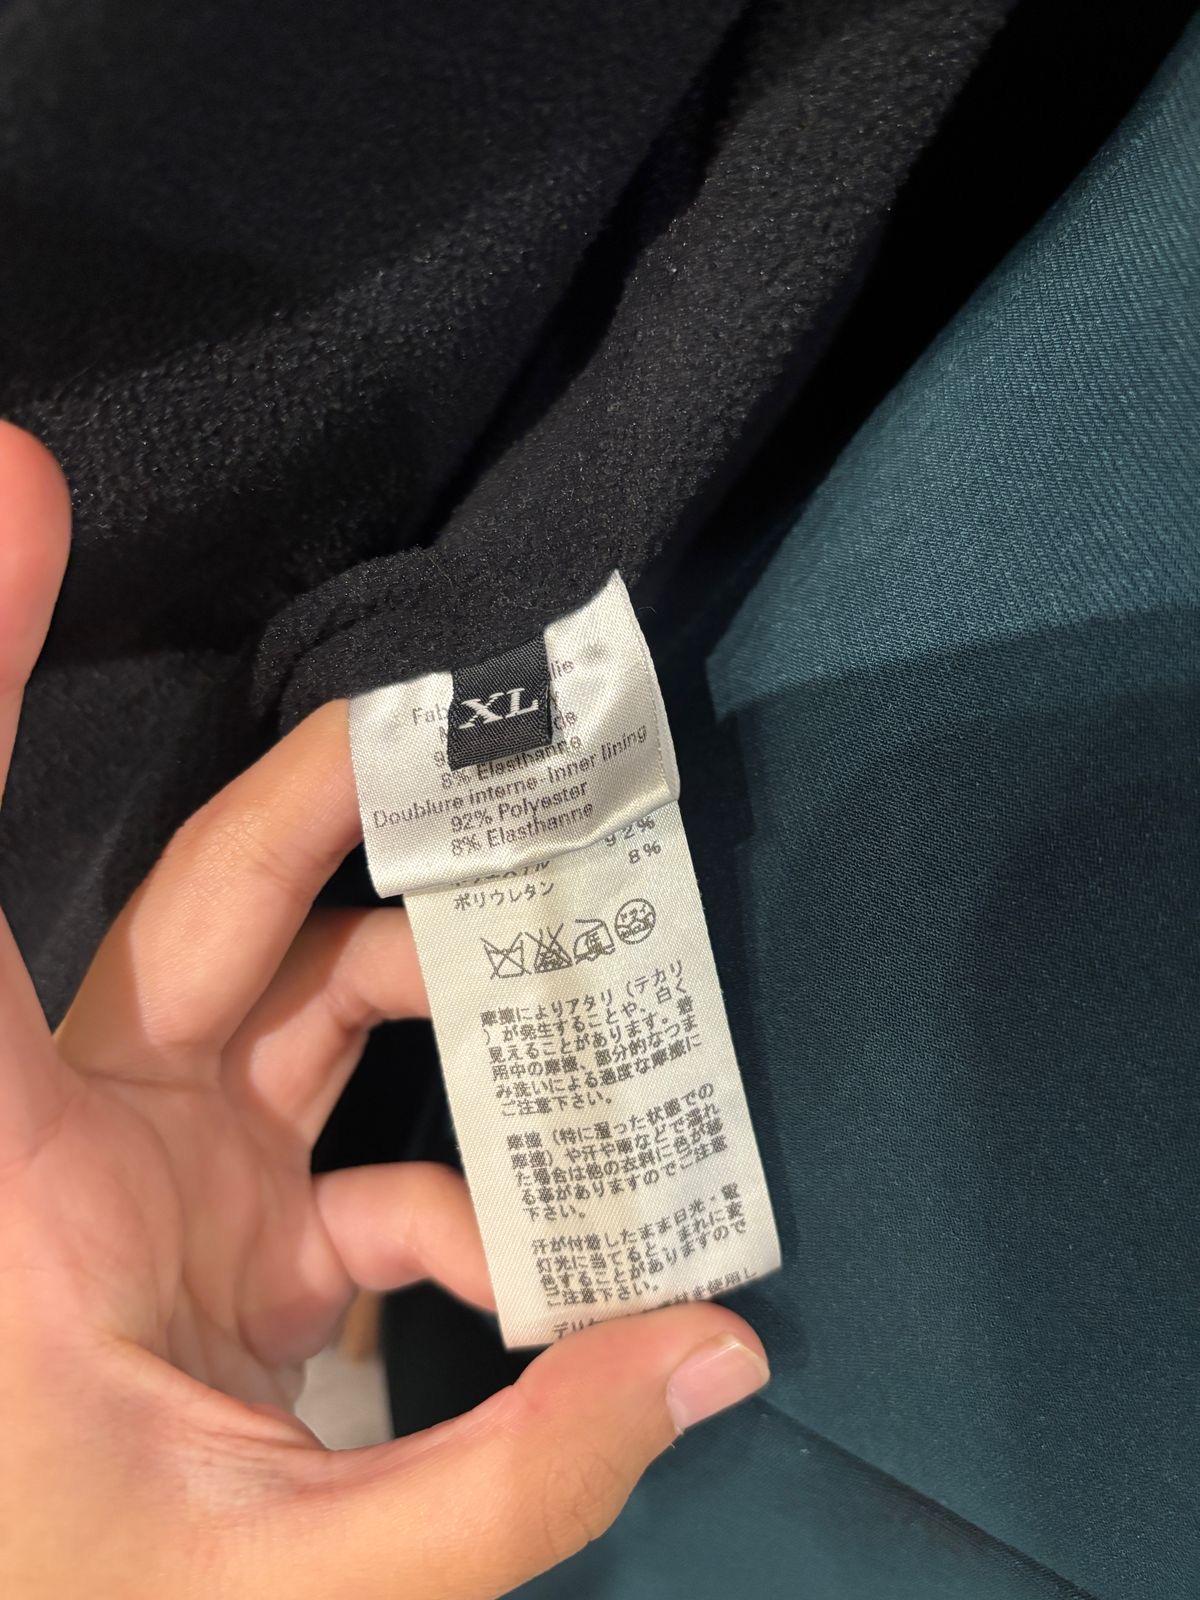 XL
8% Elasthanne
Doublure interne-Inner lining
92% Polyester
8% Elasthanne
92%
ポリウレタン 8%
摩擦によりアタリ（テカリ
）が発生することや、白く
見えることがあります。着
用中の摩擦、部分的なつま
み洗いによる過度な摩擦に
ご注意下さい。
摩擦（特に湿った状態での
摩擦）や汗や雨などで濡れ
た場合は他の衣料に色が移
る事がありますのでご注意
下さい。
汗が付着したまま日光・電
灯光に当てると、まれに変
色することがありますので
ご注意下さい。